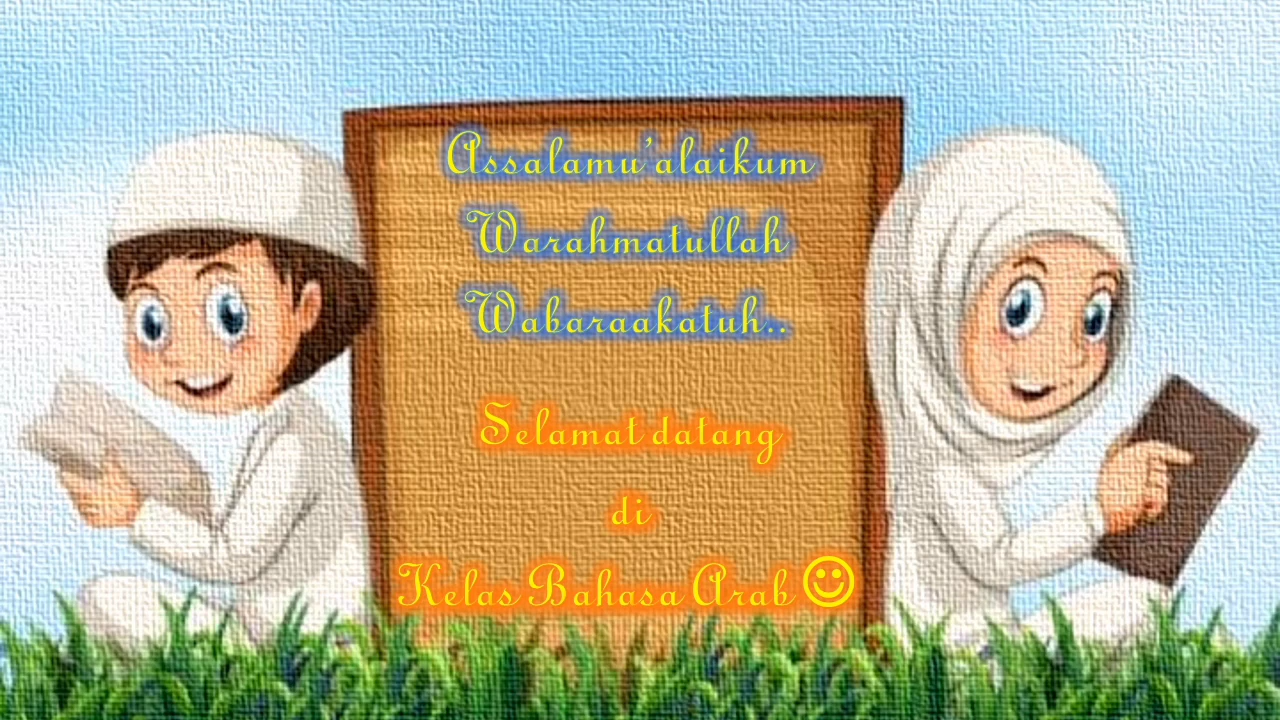 Assalamu'alaikum
Warahmatullah
Wabaraakatuh..
Selamat datang
di
Kelas Bahasa Arab ☺